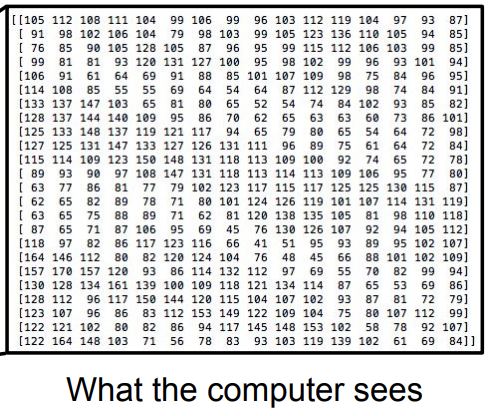 [[105 112 108 111 104 99 106 99 96 103 112 119 104 97 93 87]
[ 91 98 102 106 104 79 98 103 99 105 123 136 110 105 94 85]
[ 76 85 90 105 128 105 87 96 95 99 115 112 106 103 99 85]
[ 99 81 81 93 120 131 127 100 95 98 102 99 96 93 101 94]
[106 91 61 64 69 91 88 85 101 107 109 98 75 84 96 95]
[114 108 85 55 55 69 64 54 64 87 112 129 98 74 84 91]
[133 137 147 103 65 81 80 65 52 54 74 84 102 93 85 82]
[128 137 144 140 109 95 86 70 62 65 63 63 60 73 86 101]
[125 133 148 137 119 121 117 94 65 79 80 65 54 64 72 98]
[127 125 131 147 133 127 126 131 111 96 89 75 61 64 72 84]
[115 114 109 123 150 148 131 118 113 109 100 92 74 65 72 78]
[ 89 93 90 97 108 147 131 118 113 114 113 109 106 95 77 80]
[ 63 77 86 81 77 79 102 123 117 115 117 125 125 130 115 87]
[ 62 65 82 89 78 71 80 101 124 126 119 101 107 114 131 119]
[ 63 65 75 88 89 71 62 81 120 138 135 105 81 98 110 118]
[ 87 65 71 87 106 95 69 45 76 130 126 107 92 94 105 112]
[118 97 82 86 117 123 116 66 41 51 95 93 89 95 102 107]
[164 146 112 80 82 120 124 104 76 48 45 66 88 101 102 109]
[157 170 157 120 93 86 114 132 112 97 69 55 70 82 99 94]
[130 128 134 161 139 100 109 118 121 134 114 87 65 53 69 86]
[128 112 96 117 150 144 120 115 104 107 102 93 87 81 72 79]
[123 107 96 86 83 112 153 149 122 109 104 75 80 107 112 99]
[122 121 102 80 82 86 94 117 145 148 153 102 58 78 92 107]
[122 164 148 103 71 56 78 83 93 103 119 139 102 61 69 84]]
What the computer sees